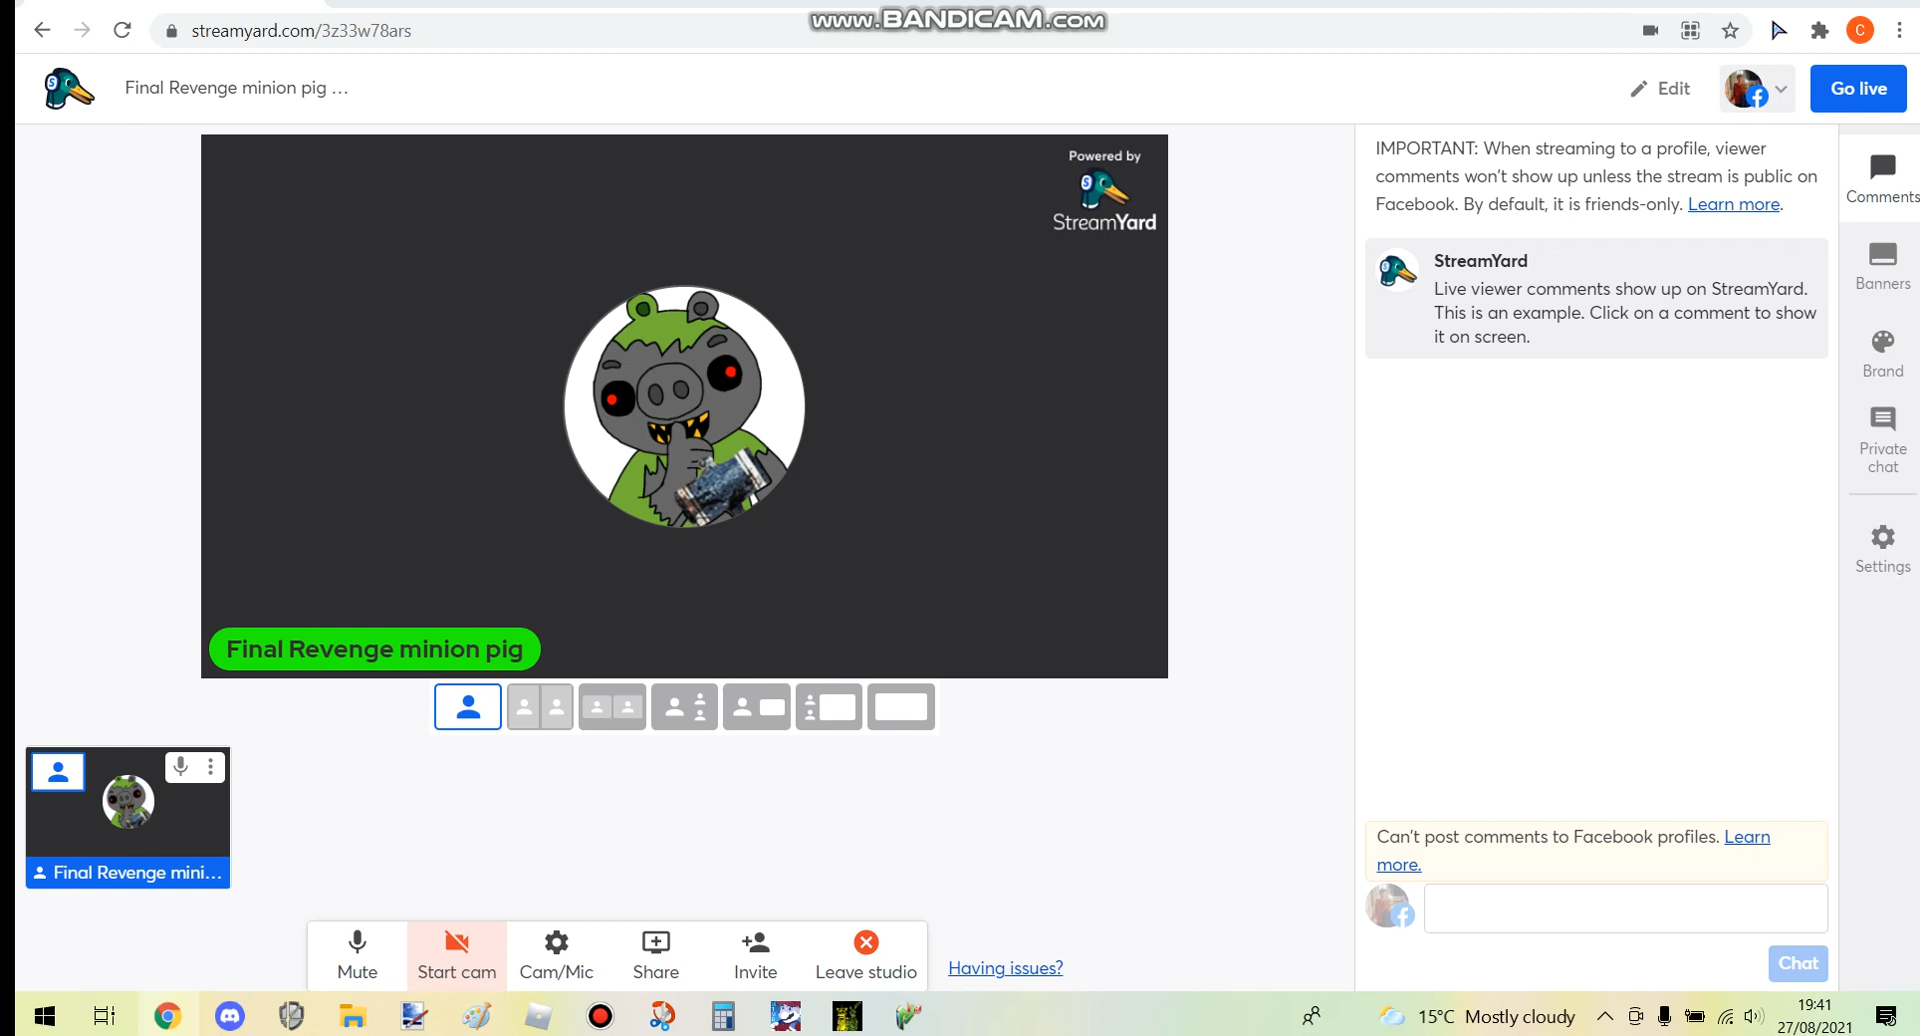 www.BANDICAM.com
streamyard.com/3z33w78ars
C
Final Revenge minion pig ...
Edit
Go live
Powered by
StreamYard
Final Revenge minion pig
IMPORTANT: When streaming to a profile, viewer
comments won't show up unless the stream is public on
Facebook. By default, it is friends-only. Learn more.
StreamYard
Live viewer comments show up on StreamYard.
This is an example. Click on a comment to show
it on screen.
Comments
Banners
Brand
Private
chat
Settings
Final Revenge mini...
Can't post comments to Facebook profiles. Learn
more.
Chat
Mute
Start cam
Cam/Mic
Share
Invite
Leave studio
Having issues?
15°C Mostly cloudy
19:41
27/08/2021